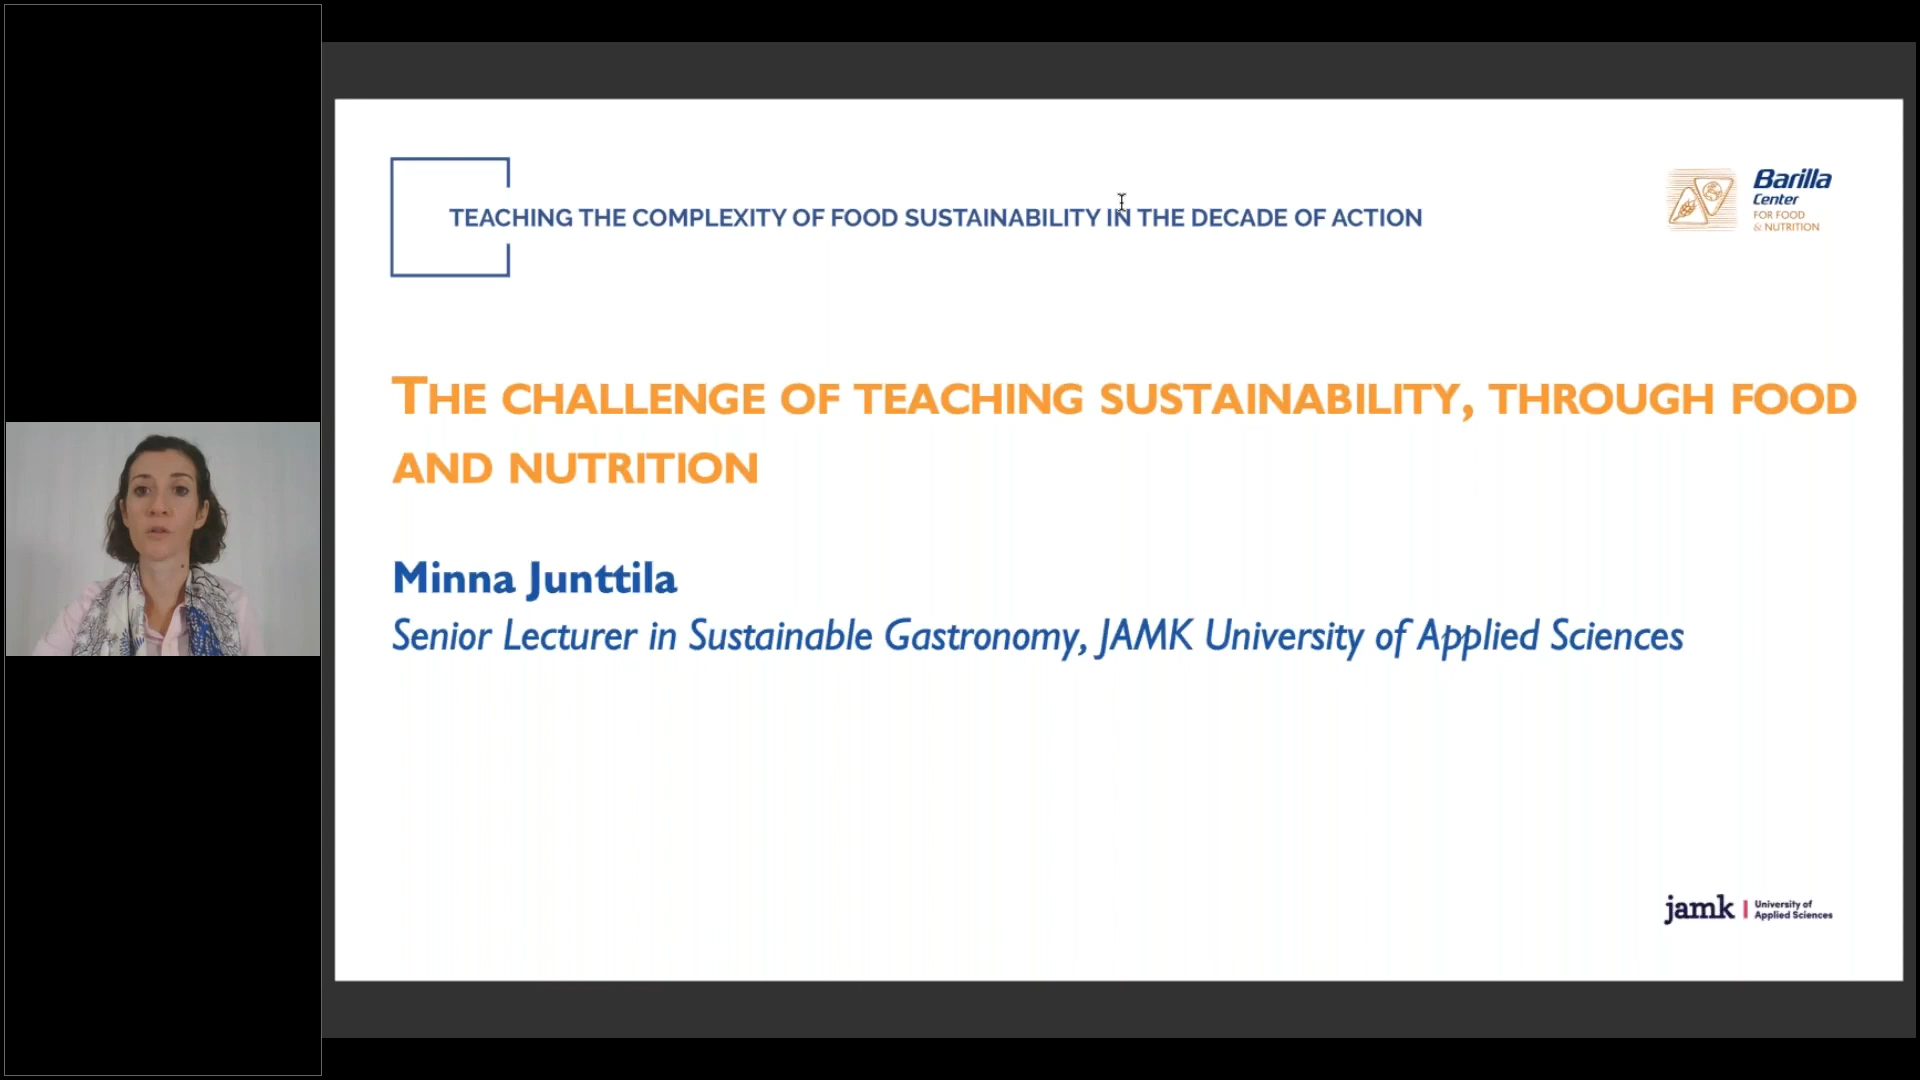 TEACHING THE COMPLEXITY OF FOOD SUSTAINABILITY IN THE DECADE OF ACTION
Barilla
Center
FOR FOOD
& NUTRITION
THE CHALLENGE OF TEACHING SUSTAINABILITY, THROUGH FOOD
AND NUTRITION
Minna Junttila
Senior Lecturer in Sustainable Gastronomy, JAMK University of Applied Sciences
jamk | University of
Applied Sciences